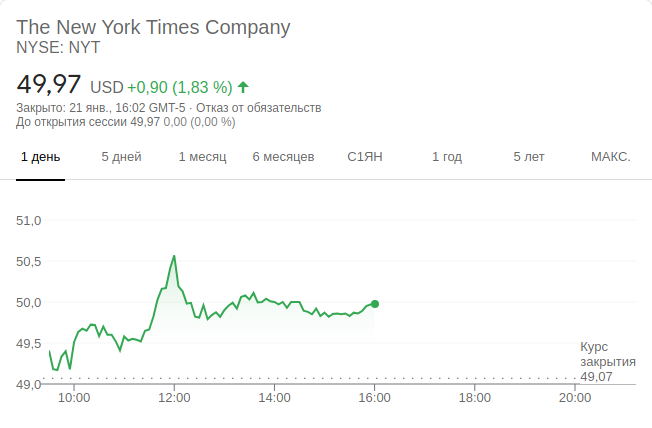 The New York Times Company
NYSE: NYT
49,97 USD +0,90 (1,83 %)
Закрыто: 21 янв., 16:02 GMT-5 · Отказ от обязательств
До открытия сессии 49,97 0,00 (0,00 %)
1 день 5 дней 1 месяц 6 месяцев С1ЯН 1 год 5 лет МАКС.
51,0
50,5
50,0
49,5
49,0
Курс
закрытия
49,07
10:00 12:00 14:00 16:00 18:00 20:00